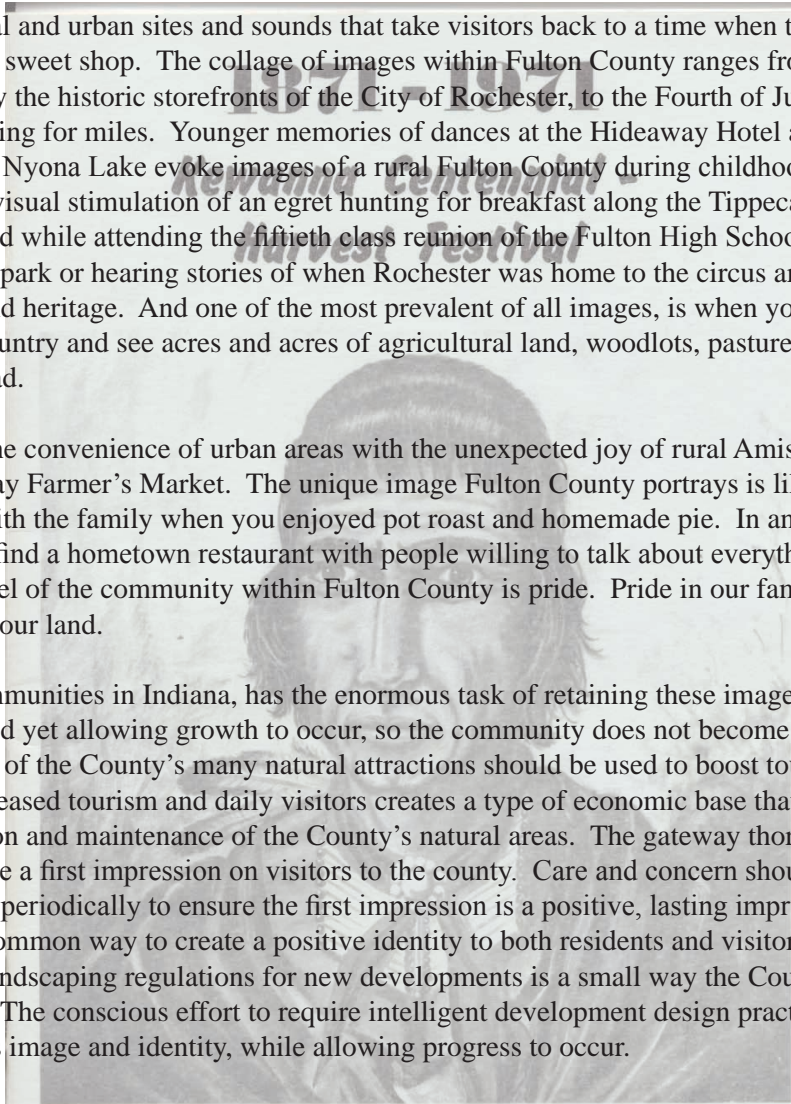 1871 - 1971
Kewanna Centennial -
Harvest Festival
al and urban sites and sounds that take visitors back to a time when t
sweet shop. The collage of images within Fulton County ranges fro
y the historic storefronts of the City of Rochester, to the Fourth of Ju
ing for miles. Younger memories of dances at the Hideaway Hotel a
Nyona Lake evoke images of a rural Fulton County during childhoo
visual stimulation of an egret hunting for breakfast along the Tippeca
d while attending the fiftieth class reunion of the Fulton High Schoo
park or hearing stories of when Rochester was home to the circus an
d heritage. And one of the most prevalent of all images, is when yo
untry and see acres and acres of agricultural land, woodlots, pasture
ad.
he convenience of urban areas with the unexpected joy of rural Amis
ay Farmer's Market. The unique image Fulton County portrays is lik
ith the family when you enjoyed pot roast and homemade pie. In an
find a hometown restaurant with people willing to talk about everyth
el of the community within Fulton County is pride. Pride in our fam
our land.
mmunities in Indiana, has the enormous task of retaining these image
d yet allowing growth to occur, so the community does not become
of the County's many natural attractions should be used to boost tou
eased tourism and daily visitors creates a type of economic base that
on and maintenance of the County's natural areas. The gateway thor
e a first impression on visitors to the county. Care and concern shou
periodically to ensure the first impression is a positive, lasting impr
ommon way to create a positive identity to both residents and visitor
ndscaping regulations for new developments is a small way the Cou
The conscious effort to require intelligent development design pract
s image and identity, while allowing progress to occur.